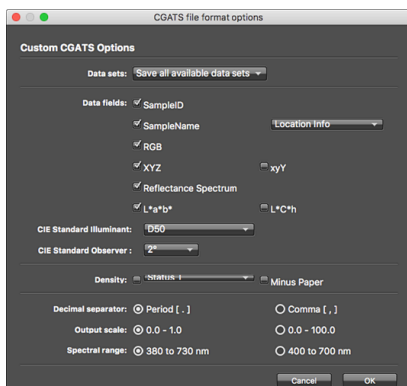 CGATS file format options
Custom CGATS Options
Data sets: Save all available data sets
Data fields: SampleID
SampleName Location Info
RGB
XYZ xyY
Reflectance Spectrum
L*a*b* L*C*h
CIE Standard Illuminant: D50
CIE Standard Observer : 2°
Density: Status Minus Paper
Decimal separator: Period [ . ] Comma [ , ]
Output scale: 0.0 - 1.0 0.0 - 100.0
Spectral range: 380 to 730 nm 400 to 700 nm
Cancel OK